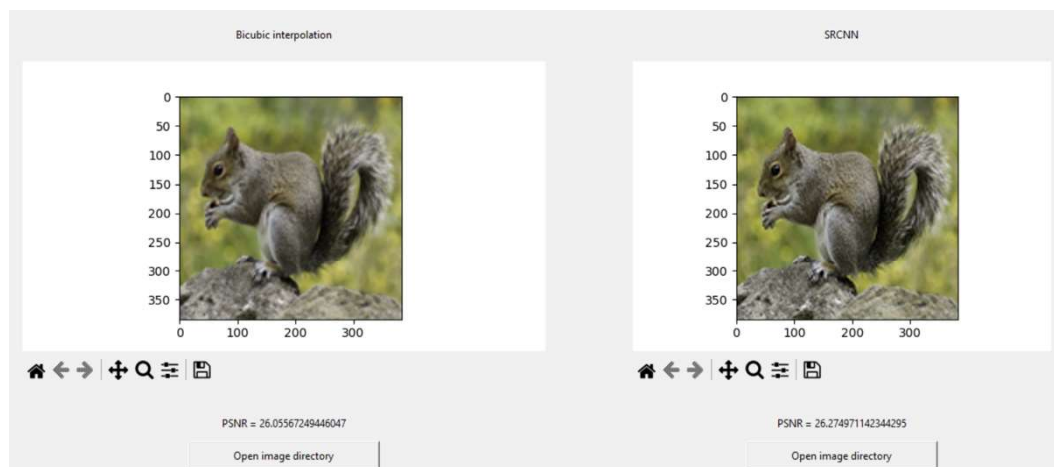 Bicubic interpolation
SRCNN
0
50
100
150
200
250
300
350
0 100 200 300
0
50
100
150
200
250
300
350
0 100 200 300
PSNR = 26.05567249446047
PSNR = 26.274971142344295
Open image directory
Open image directory